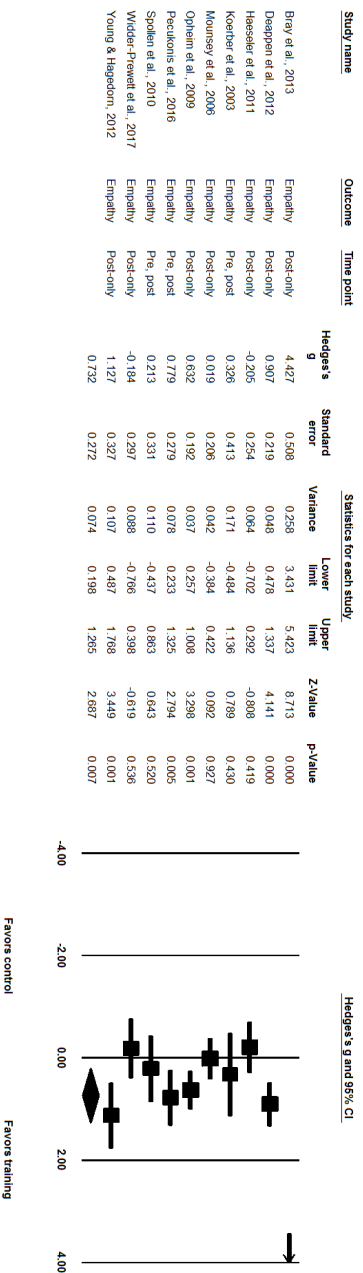 Study name Outcome Time point Statistics for each study Hedges's g and 95% CI
Hedges's g Standard error Variance Lower limit Upper limit Z-Value p-Value
Bray et al., 2013 Empathy Post-only 4.427 0.508 0.258 3.431 5.423 8.713 0.000
Deappen et al., 2012 Empathy Post-only 0.907 0.219 0.048 0.478 1.337 4.141 0.000
Haeseler et al., 2011 Empathy Post-only -0.205 0.254 0.064 -0.702 0.292 -0.808 0.419
Koerber et al., 2003 Empathy Pre, post 0.326 0.413 0.171 -0.484 1.136 0.789 0.430
Mounsey et al., 2006 Empathy Post-only 0.019 0.206 0.042 -0.384 0.422 0.092 0.927
Opheim et al., 2009 Empathy Post-only 0.632 0.192 0.037 0.257 1.008 3.298 0.001
Pecukonis et al., 2016 Empathy Pre, post 0.779 0.279 0.078 0.233 1.325 2.794 0.005
Spollen et al., 2010 Empathy Pre, post 0.213 0.331 0.110 -0.437 0.863 0.643 0.520
Widder-Prewett et al., 2017 Empathy Post-only -0.184 0.297 0.088 -0.766 0.398 -0.619 0.536
Young & Hagedorn, 2012 Empathy Post-only 1.127 0.327 0.107 0.487 1.768 3.449 0.001
0.732 0.272 0.074 0.198 1.265 2.687 0.007
-4.00 -2.00 0.00 2.00 4.00
Favors control Favors training